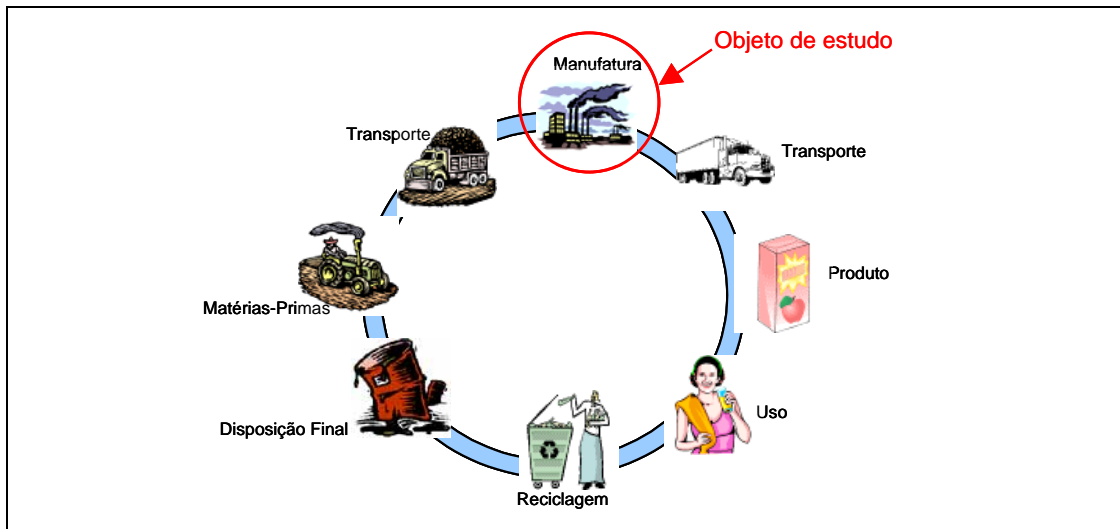 Objeto de estudo
Manufatura
Transporte
Transporte
Produto
Matérias-Primas
Uso
Disposição Final
Reciclagem